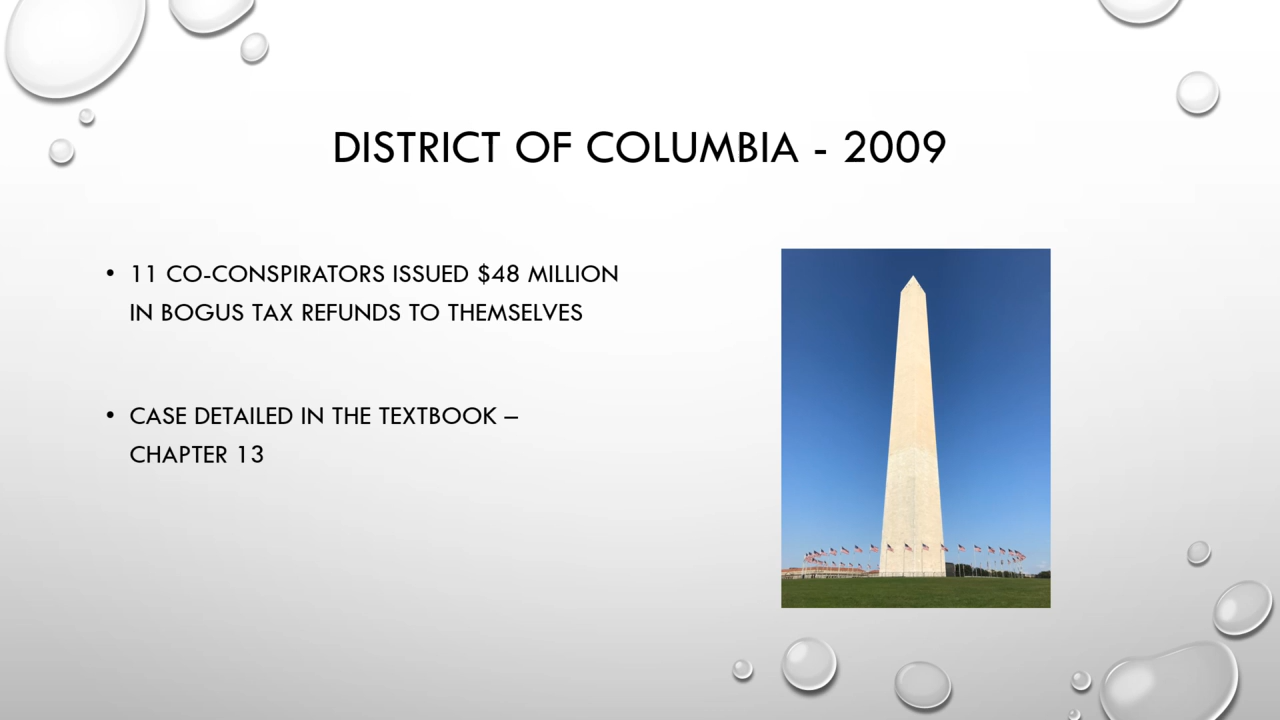 DISTRICT OF COLUMBIA - 2009
• 11 CO-CONSPIRATORS ISSUED $48 MILLION
IN BOGUS TAX REFUNDS TO THEMSELVES
• CASE DETAILED IN THE TEXTBOOK –
CHAPTER 13